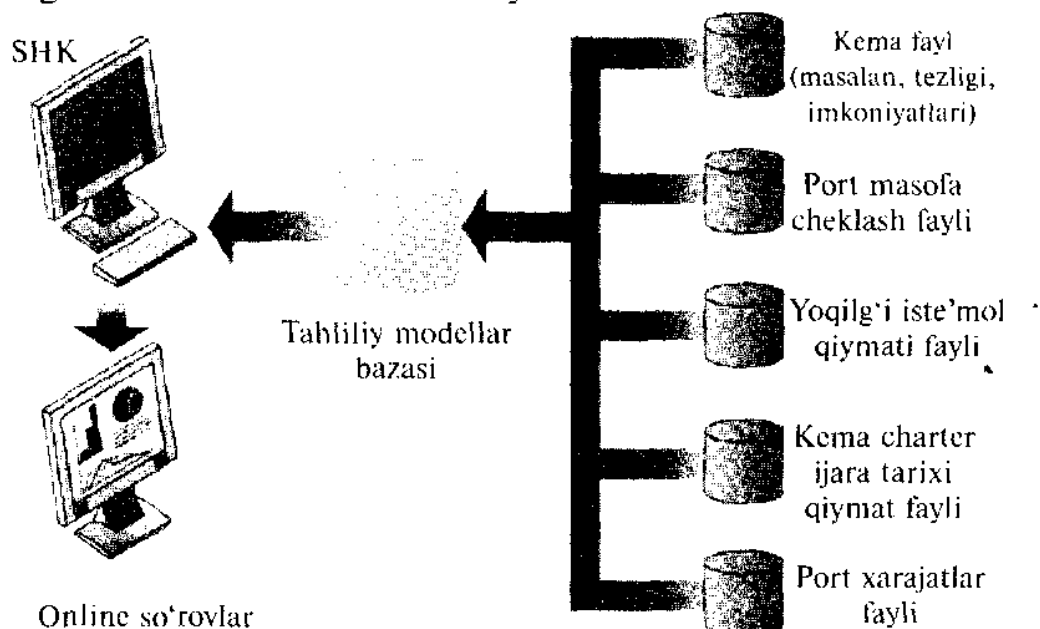 SHK
Kema fayl
(masalan, tezligi,
imkoniyatlari)
Port masofa
cheklash fayli
Tahliliy modellar
bazasi
Yoqilg‘i iste’mol
qiymati fayli
Kema charter
ijara tarixi
qiymat fayli
Online so‘rovlar
Port xarajatlar
fayli